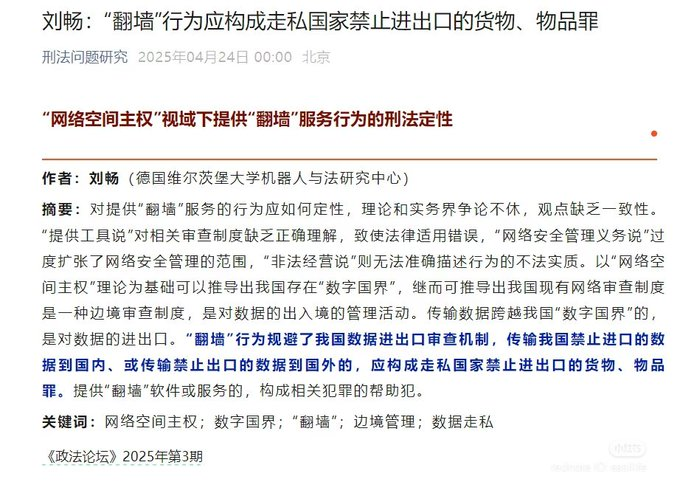 刘畅：“翻墙”行为应构成走私国家禁止进出口的货物、物品罪
刑法问题研究 2025年04月24日 00:00 北京
“网络空间主权”视域下提供“翻墙”服务行为的刑法定性
作者：刘畅（德国维尔茨堡大学机器人与法研究中心）
摘要：对提供“翻墙”服务的行为应如何定性，理论和实务界争论不休，观点缺乏一致性。
“提供工具说”对相关审查制度缺乏正确理解，致使法律适用错误，“网络安全管理义务说”过
度扩张了网络安全管理的范围，“非法经营说”则无法准确描述行为的不法实质。以“网络空
间主权”理论为基础可以推导出我国存在“数字国界”，继而可推导出我国现有网络审查制度
是一种边境审查制度，是对数据的出入境的管理活动。传输数据跨越我国“数字国界”的，
是对数据的进出口。“翻墙”行为规避了我国数据进出口审查机制，传输我国禁止进口的数
据到国内、或传输禁止出口的数据到国外的，应构成走私国家禁止进出口的货物、物品
罪。提供“翻墙”软件或服务的，构成相关犯罪的帮助犯。
关键词：网络空间主权；数字国界；“翻墙”；边境管理；数据走私
《政法论坛》2025年第3期
小红书